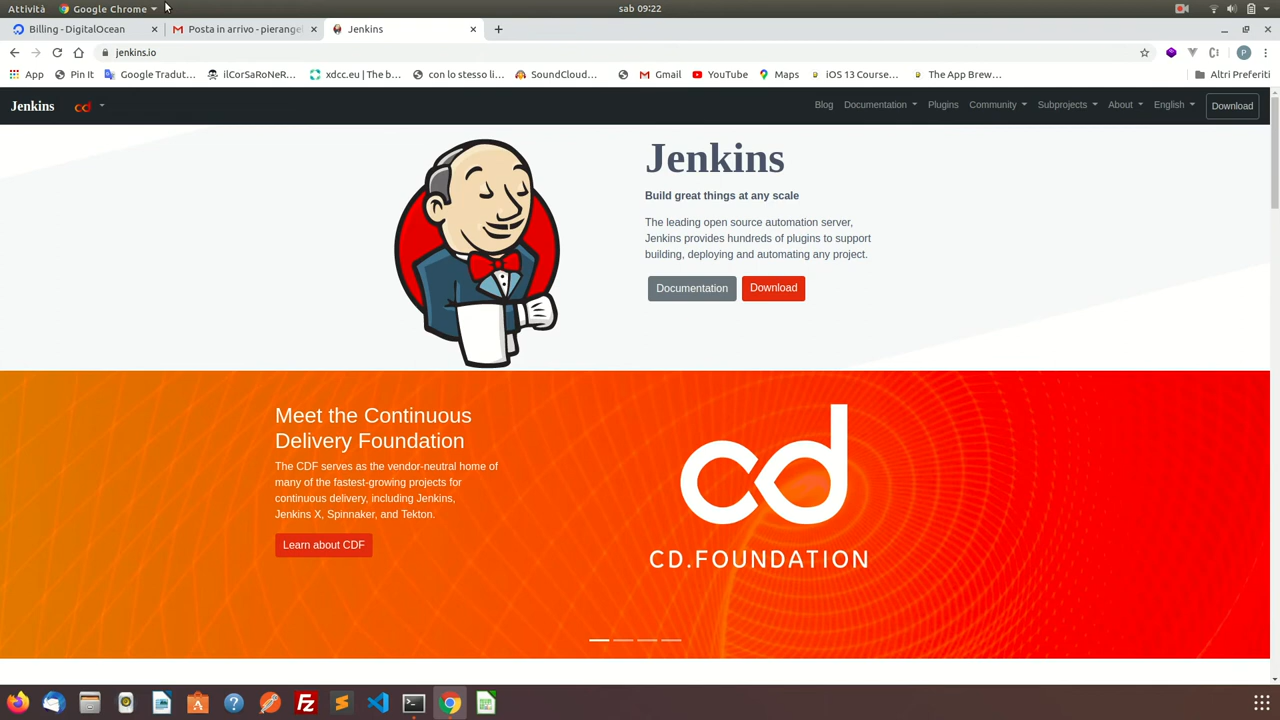 Attività
Google Chrome
sab 09:22
Billing - DigitalOcean
Posta in arrivo - pierangel
Jenkins
jenkins.io
P
App
Pin It
Google Tradut...
ilCorSaRoNeR...
xdcc.eu | The b...
con lo stesso li...
SoundCloud...
Gmail
YouTube
Maps
iOS 13 Course...
The App Brew...
Altri Preferiti
Jenkins
cd
Blog
Documentation
Plugins
Community
Subprojects
About
English
Download
Jenkins
Build great things at any scale
The leading open source automation server,
Jenkins provides hundreds of plugins to support
building, deploying and automating any project.
Documentation
Download
Meet the Continuous
Delivery Foundation
The CDF serves as the vendor-neutral home of
many of the fastest-growing projects for
continuous delivery, including Jenkins,
Jenkins X, Spinnaker, and Tekton.
Learn about CDF
cd
CD.FOUNDATION